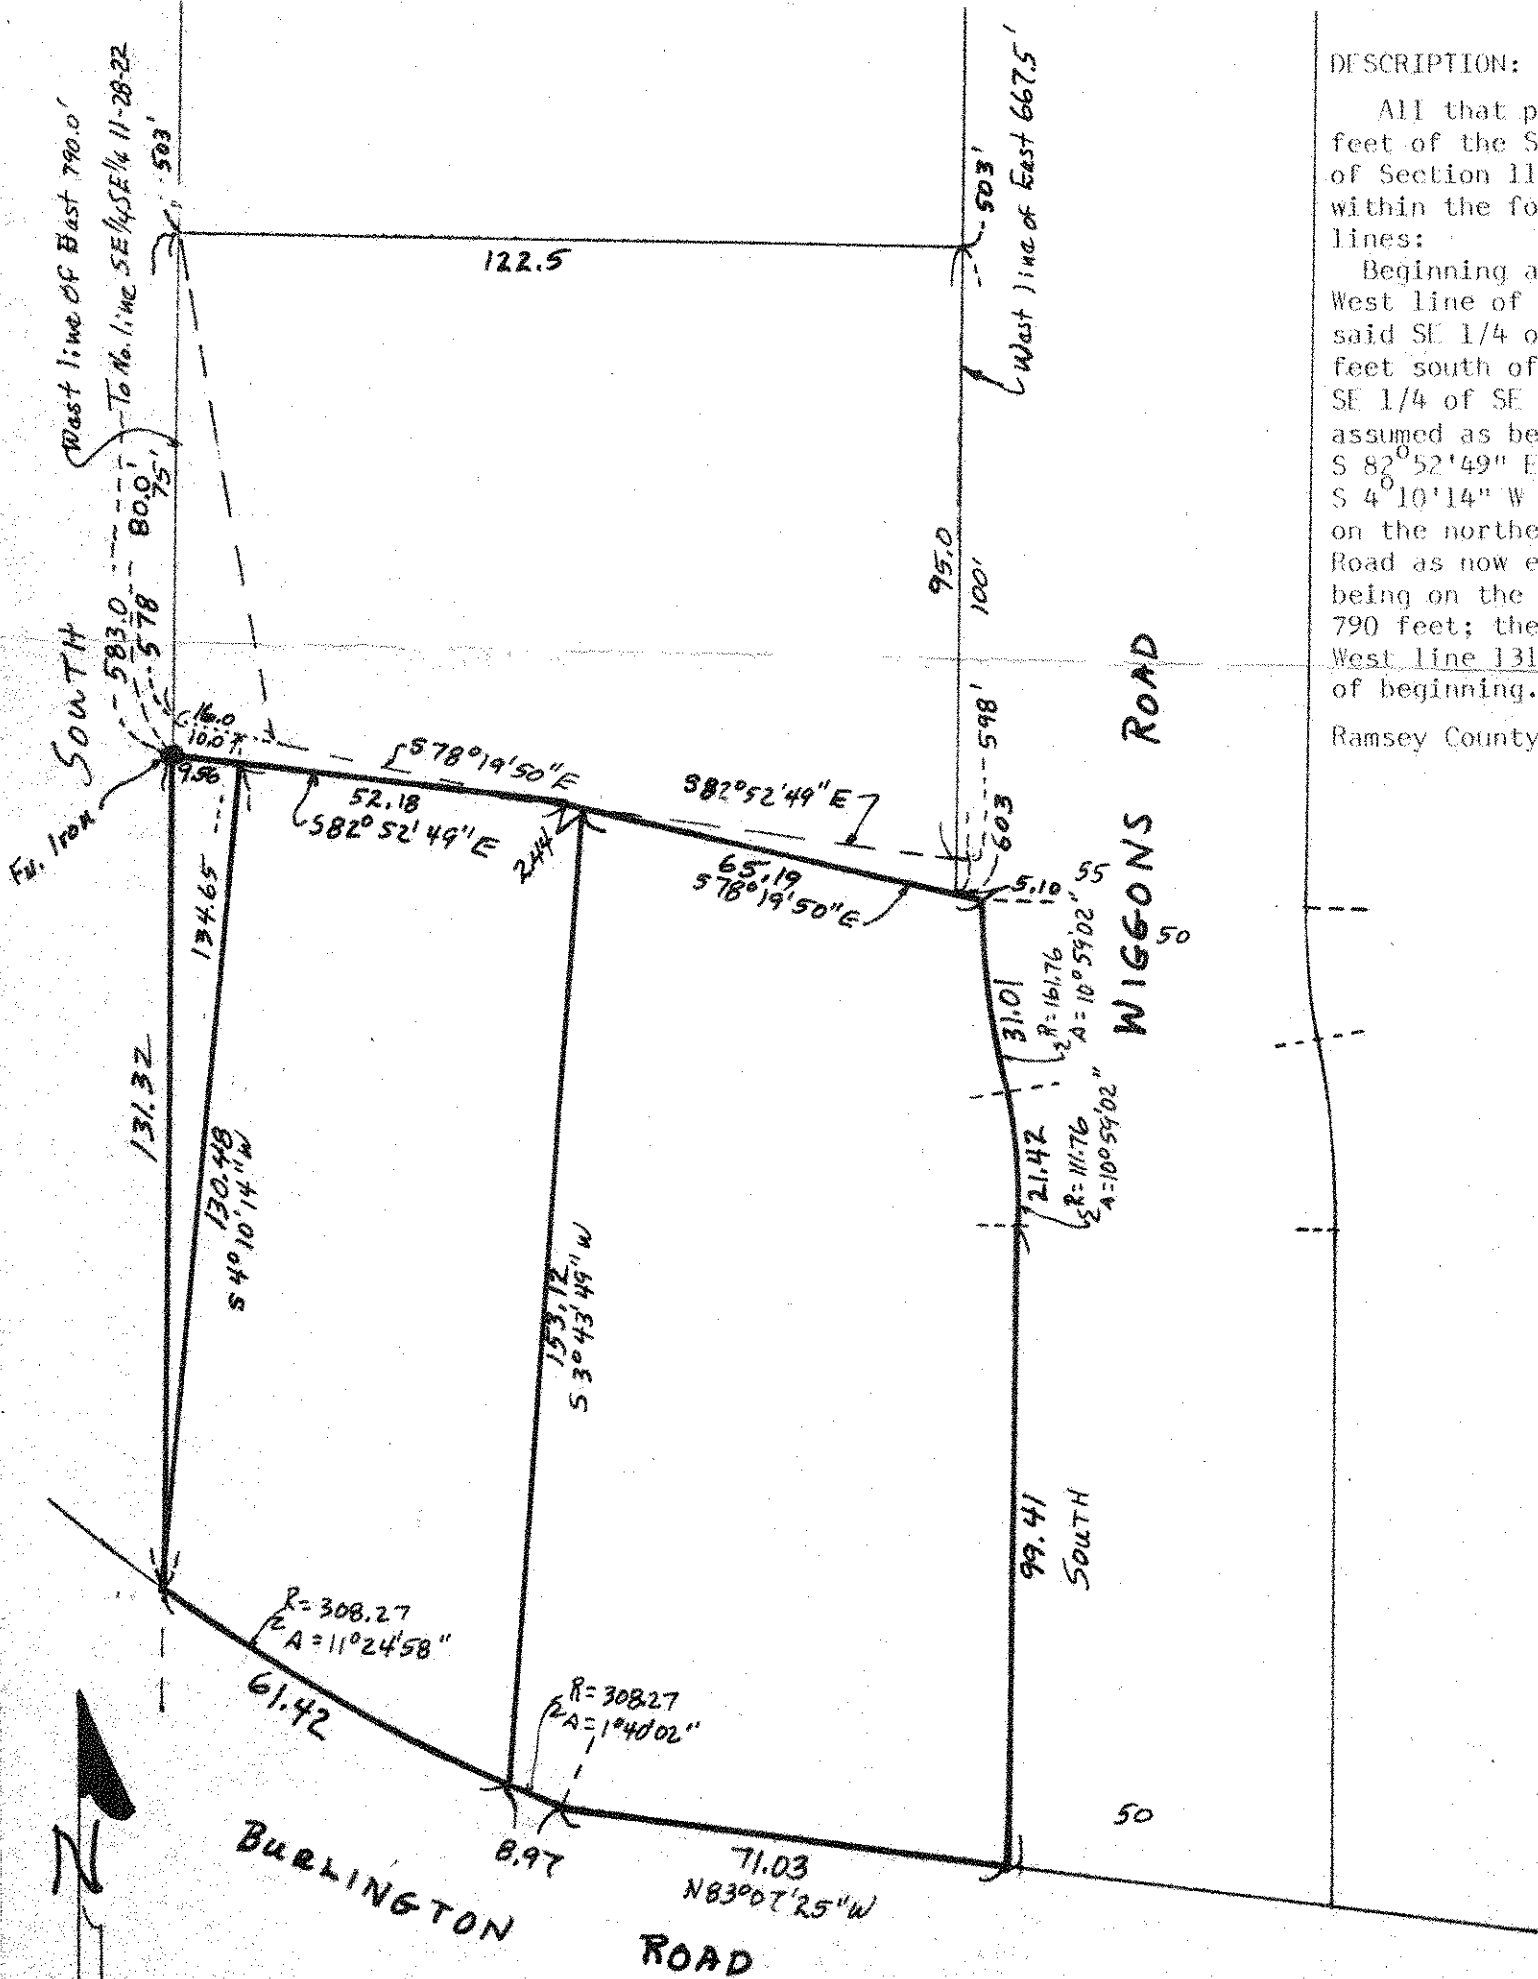 West line of East 790.0'
To No. line SE1/4SE1/4 11-28-22
503'
583.0
578
80.0'
75'
SOUTH
122.5
503'
West line of East 667.5'
95.0
100'
598'
603
16.0
10.07
9.56
Fu. Iron
S78°19'50"E
52.18
S82°52'49"E
2.44
S82°52'49"E
65.19
S78°19'50"E
5.10
55
50
WIGGONS ROAD
134.65
131.32
130.48
S4°10'14"W
153.12
S3°43'49"W
31.01
R=161.76
A=10°59'02"
21.42
R=111.76
A=10°59'02"
99.41
SOUTH
R=308.27
A=11°24'58"
61.42
R=308.27
A=1°40'02"
8.97
71.03
N83°07'25"W
50
BURLINGTON ROAD
N
DESCRIPTION:
All that p
feet of the S
of Section 11
within the fo
lines:
Beginning a
West line of
said SE 1/4 o
feet south of
SE 1/4 of SE
assumed as be
S 82°52'49" E
S 4°10'14" W
on the northe
Road as now e
being on the
790 feet; the
West line 131
of beginning.
Ramsey County